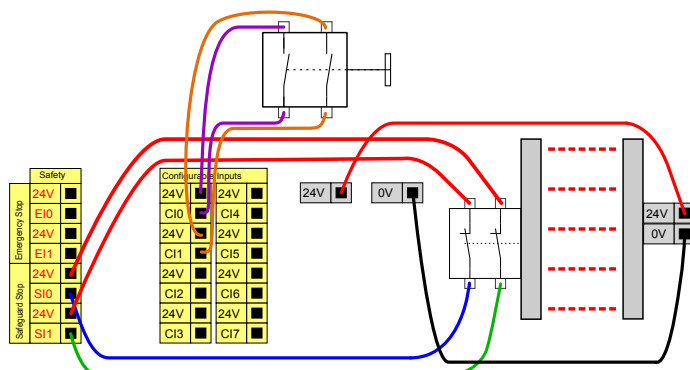 Safety
Emergency Stop
24V
EI0
24V
EI1
Safeguard Stop
24V
SI0
24V
SI1
Configurable Inputs
24V 24V
CI0 CI4
24V 24V
CI1 CI5
24V 24V
CI2 CI6
24V 24V
CI3 CI7
24V
0V
24V
0V